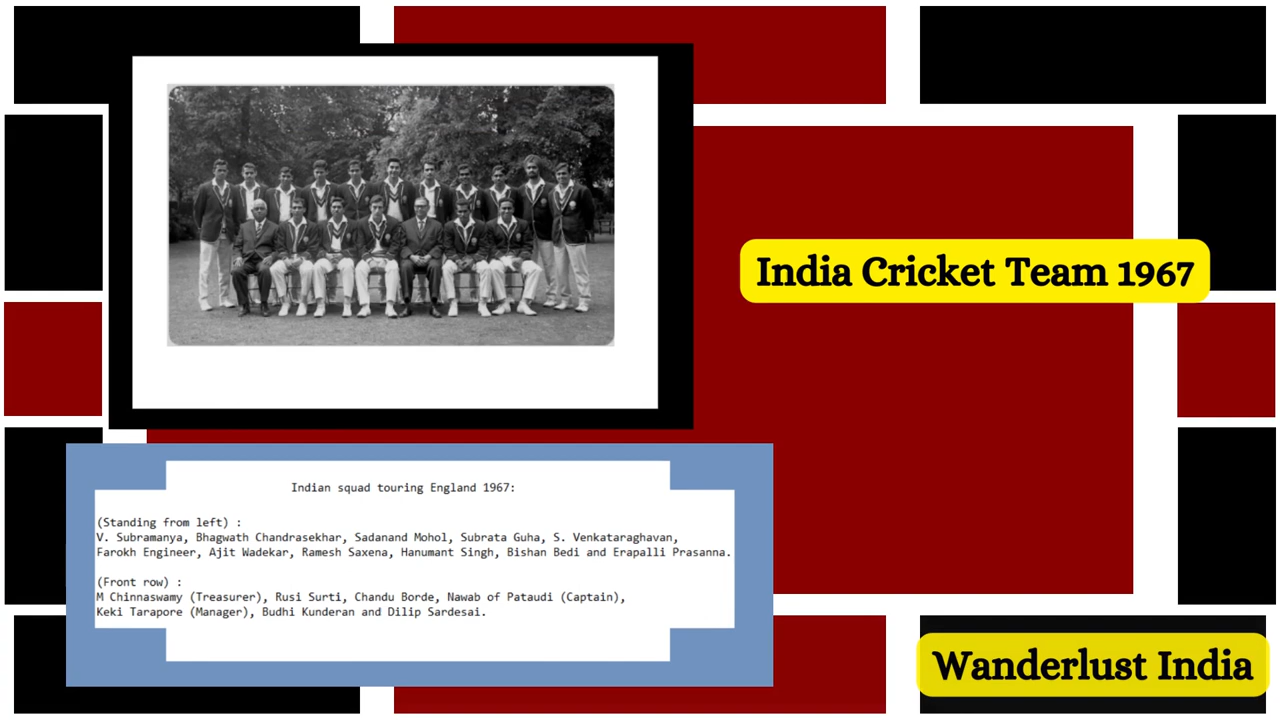 India Cricket Team 1967
Indian squad touring England 1967:
(Standing from left) :
V. Subramanya, Bhagwath Chandrasekhar, Sadanand Mohol, Subrata Guha, S. Venkataraghavan,
Farokh Engineer, Ajit Wadekar, Ramesh Saxena, Hanumant Singh, Bishan Bedi and Erapalli Prasanna.
(Front row) :
M Chinnaswamy (Treasurer), Rusi Surti, Chandu Borde, Nawab of Pataudi (Captain),
Keki Tarapore (Manager), Budhi Kunderan and Dilip Sardesai.
Wanderlust India